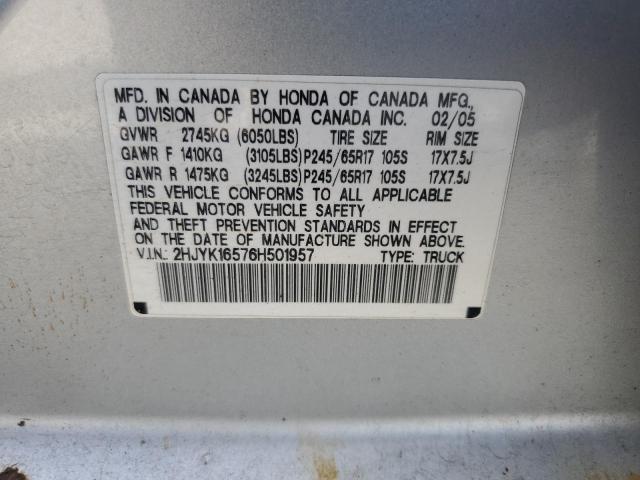 MFD. IN CANADA BY HONDA OF CANADA MFG.,
A DIVISION OF HONDA CANADA INC. 02/05
GVWR 2745KG (6050LBS) TIRE SIZE RIM SIZE
GAWR F 1410KG (3105LBS) P245/65R17 105S 17X7.5J
GAWR R 1475KG (3245LBS) P245/65R17 105S 17X7.5J
THIS VEHICLE CONFORMS TO ALL APPLICABLE
FEDERAL MOTOR VEHICLE SAFETY
AND THEFT PREVENTION STANDARDS IN EFFECT
ON THE DATE OF MANUFACTURE SHOWN ABOVE.
V.I.N.: 2HJYK16576H501957 TYPE: TRUCK